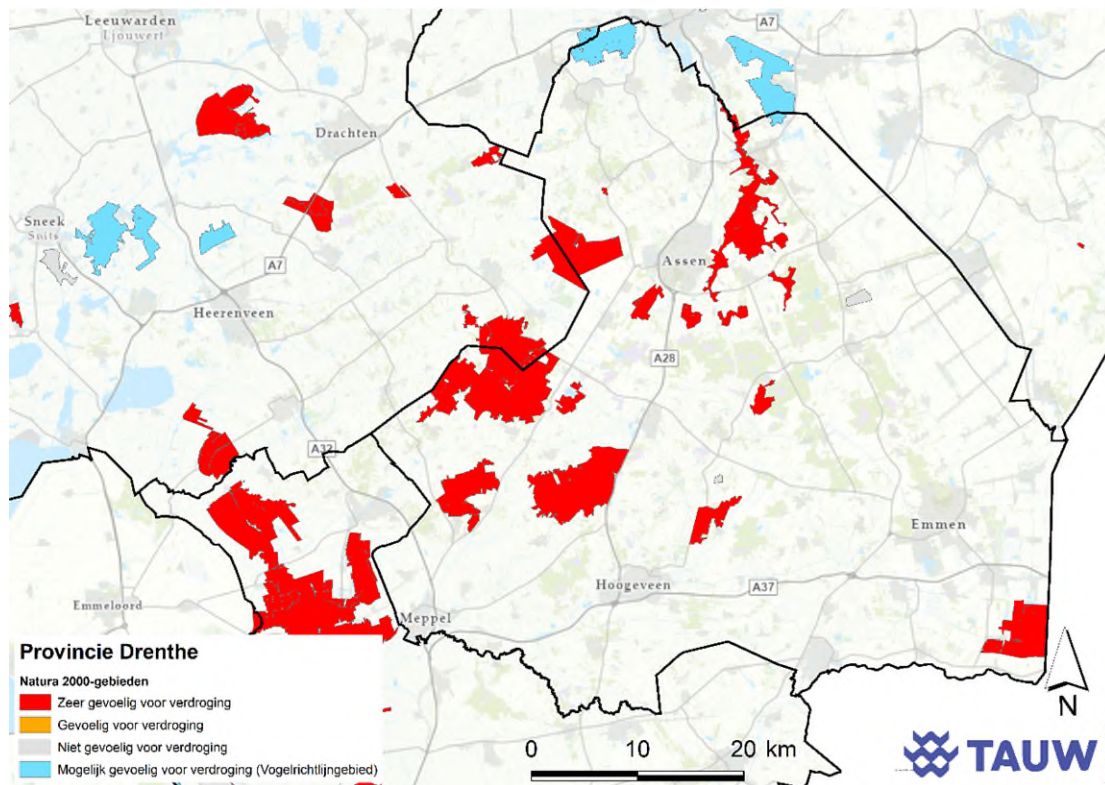 Leeuwarden
Ljouwert
A7
Drachten
Sneek
Snits
A7
Assen
Heerenveen
A28
A32
Emmen
Hoogeveen
A37
Emmeloord
Meppel
Provincie Drenthe
Natura 2000-gebieden
Zeer gevoelig voor verdroging
Gevoelig voor verdroging
Niet gevoelig voor verdroging
Mogelijk gevoelig voor verdroging (Vogelrichtlijngebied)
0 10 20 km
N
TAUW